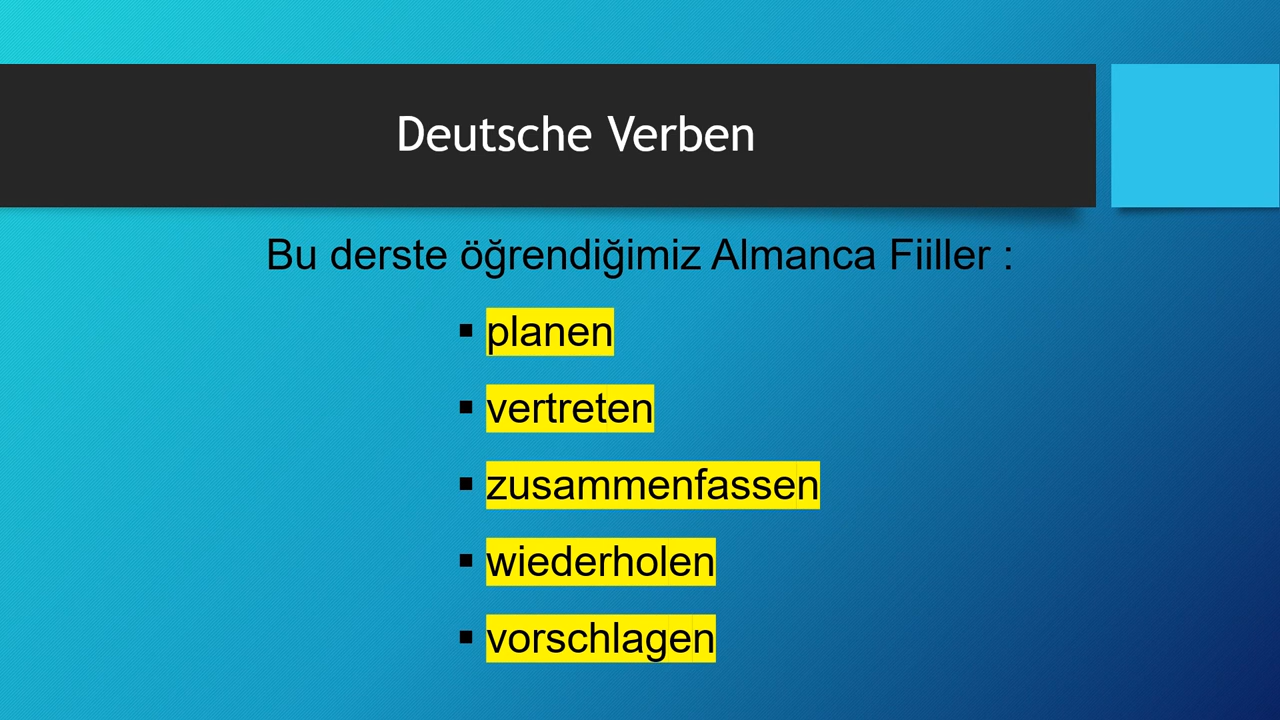 Deutsche Verben
Bu derste öğrendiğimiz Almanca Fiiller :
▪ planen
▪ vertreten
▪ zusammenfassen
▪ wiederholen
▪ vorschlagen